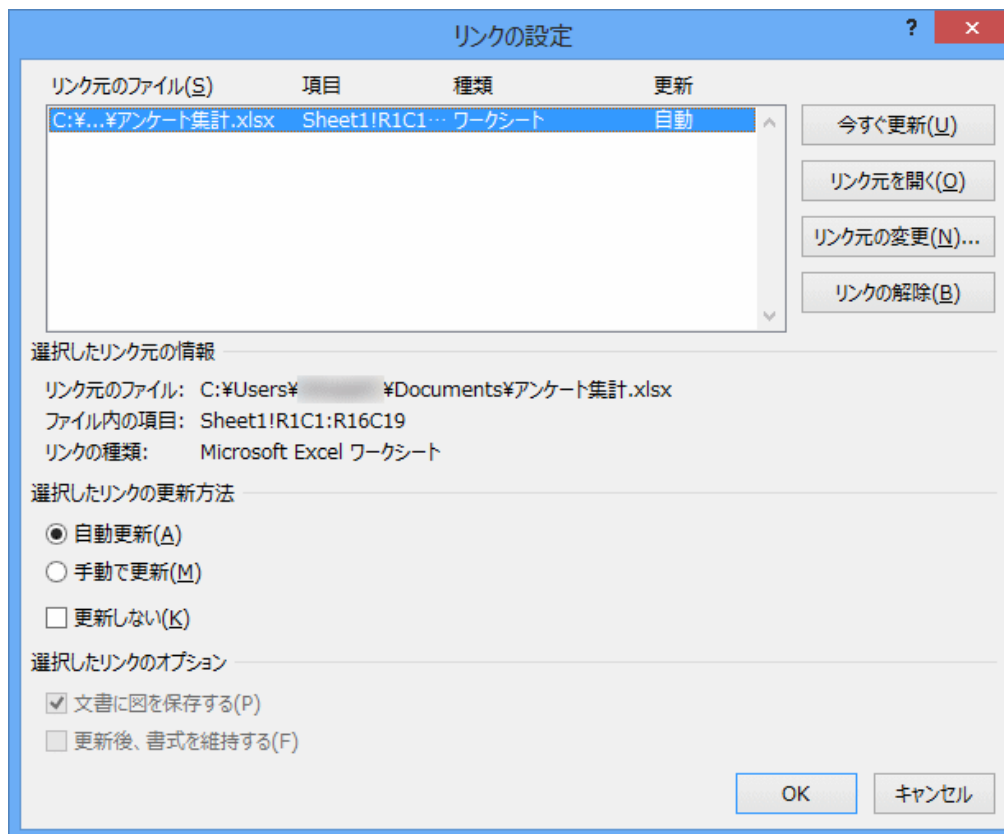 リンクの設定
? ×
リンク元のファイル(S) 項目 種類 更新
C:¥...¥アンケート集計.xlsx Sheet1!R1C1… ワークシート 自動
今すぐ更新(U)
リンク元を開く(O)
リンク元の変更(N)...
リンクの解除(B)
選択したリンク元の情報
リンク元のファイル: C:¥Users¥ ¥Documents¥アンケート集計.xlsx
ファイル内の項目: Sheet1!R1C1:R16C19
リンクの種類: Microsoft Excel ワークシート
選択したリンクの更新方法
自動更新(A)
手動で更新(M)
更新しない(K)
選択したリンクのオプション
文書に図を保存する(P)
更新後、書式を維持する(F)
OK キャンセル